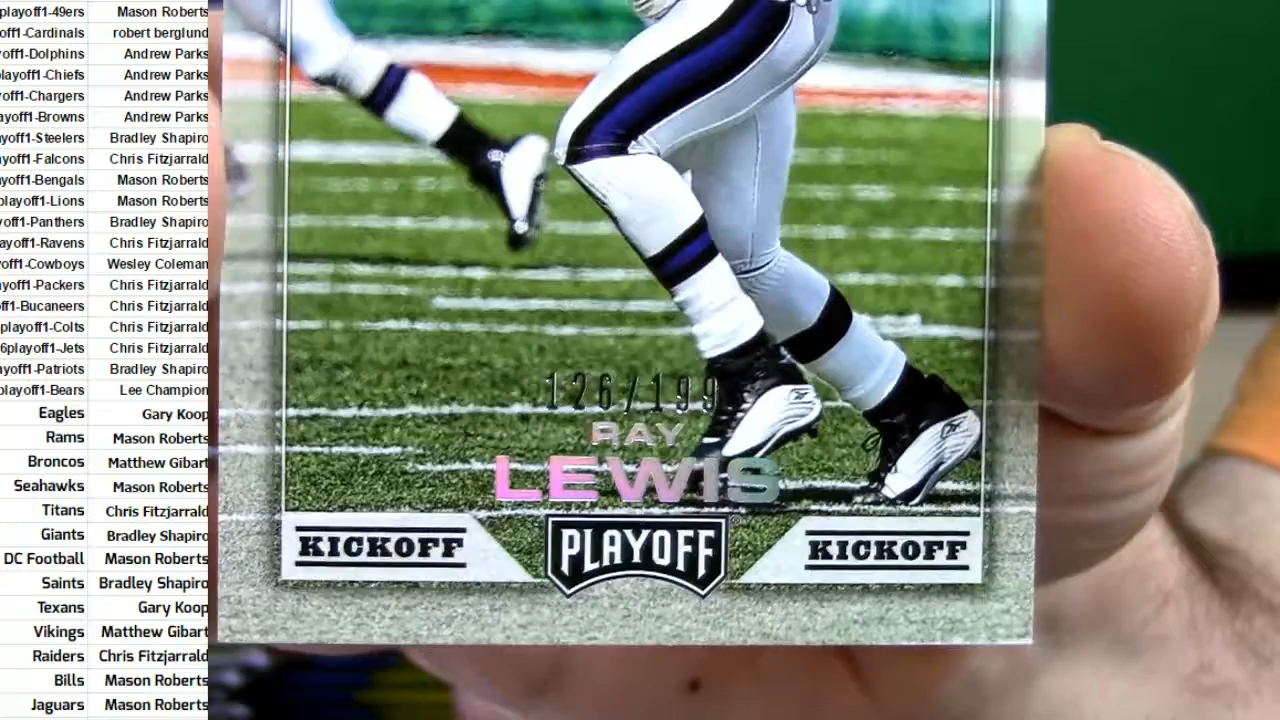 playoff1-49ers Mason Roberts
off1-Cardinals robert berglund
yoff1-Dolphins Andrew Parks
layoff1-Chiefs Andrew Parks
yoff1-Chargers Andrew Parks
ayoff1-Browns Andrew Parks
ayoff1-Steelers Bradley Shapiro
ayoff1-Falcons Chris Fitzjarrald
ayoff1-Bengals Mason Roberts
playoff1-Lions Mason Roberts
yoff1-Panthers Bradley Shapiro
ayoff1-Ravens Chris Fitzjarrald
yoff1-Cowboys Wesley Coleman
ayoff1-Packers Chris Fitzjarrald
ff1-Bucaneers Chris Fitzjarrald
playoff1-Colts Chris Fitzjarrald
6playoff1-Jets Chris Fitzjarrald
ayoff1-Patriots Bradley Shapiro
playoff1-Bears Lee Champion
Eagles Gary Koop
Rams Mason Roberts
Broncos Matthew Gibart
Seahawks Mason Roberts
Titans Chris Fitzjarrald
Giants Bradley Shapiro
DC Football Mason Roberts
Saints Bradley Shapiro
Texans Gary Koop
Vikings Matthew Gibart
Raiders Chris Fitzjarrald
Bills Mason Roberts
Jaguars Mason Roberts
126/199
RAY
LEWIS
KICKOFF PLAYOFF® KICKOFF